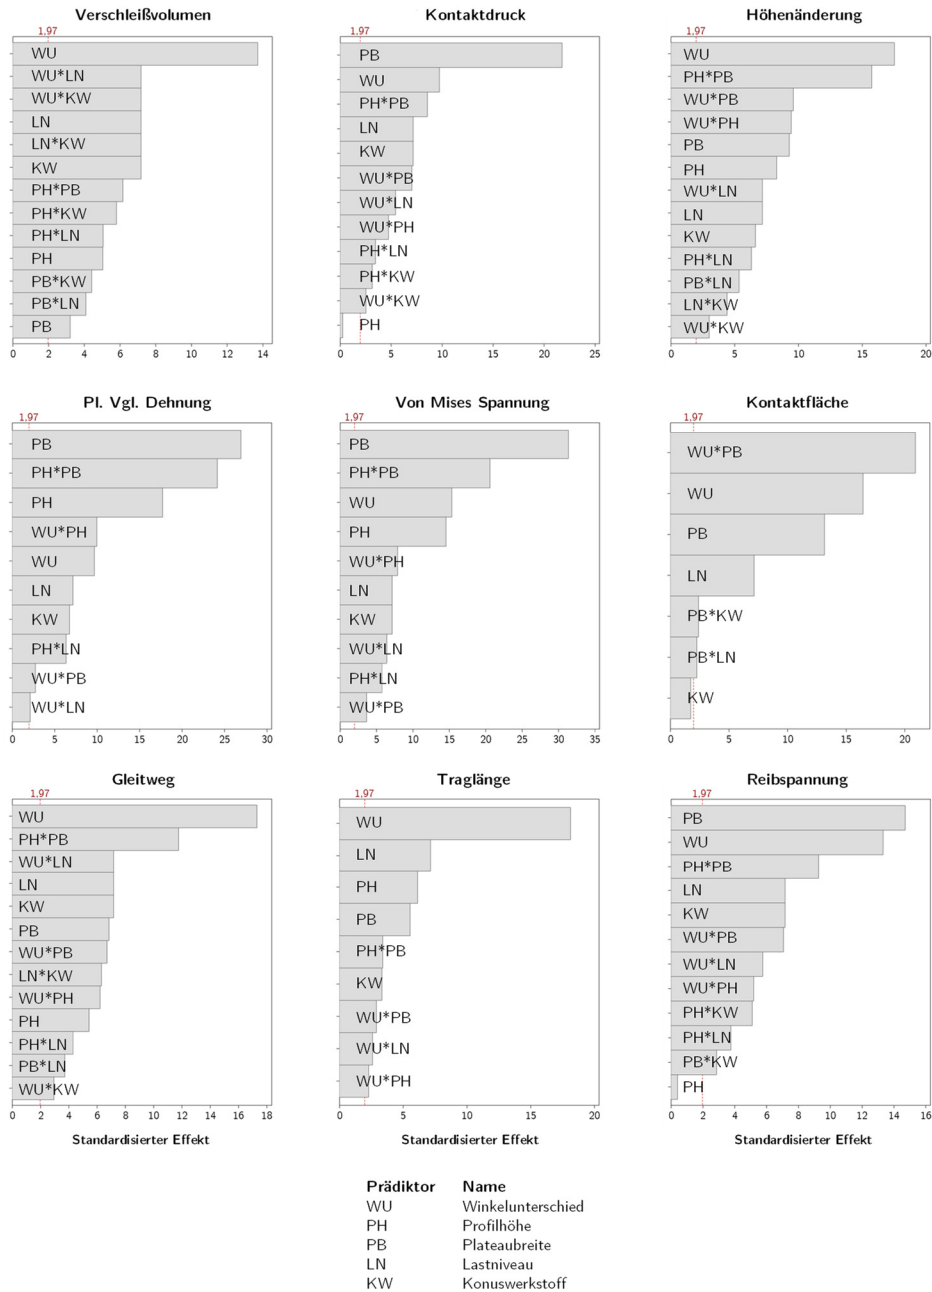 Verschleißvolumen
1,97
WU
WU*LN
WU*KW
LN
LN*KW
KW
PH*PB
PH*KW
PH*LN
PH
PB*KW
PB*LN
PB
0 2 4 6 8 10 12 14
Kontaktdruck
1,97
PB
WU
PH*PB
LN
KW
WU*PB
WU*LN
WU*PH
PH*LN
PH*KW
WU*KW
PH
0 5 10 15 20 25
Höhenänderung
1,97
WU
PH*PB
WU*PB
WU*PH
PB
PH
WU*LN
LN
KW
PH*LN
PB*LN
LN*KW
WU*KW
0 5 10 15 20
Pl. Vgl. Dehnung
1,97
PB
PH*PB
PH
WU*PH
WU
LN
KW
PH*LN
WU*PB
WU*LN
0 5 10 15 20 25 30
Von Mises Spannung
1,97
PB
PH*PB
WU
PH
WU*PH
LN
KW
WU*LN
PH*LN
WU*PB
0 5 10 15 20 25 30 35
Kontaktfläche
1,97
WU*PB
WU
PB
LN
PB*KW
PB*LN
KW
0 5 10 15 20
Gleitweg
1,97
WU
PH*PB
WU*LN
LN
KW
PB
WU*PB
LN*KW
WU*PH
PH
PH*LN
PB*LN
WU*KW
0 2 4 6 8 10 12 14 16 18
Standardisierter Effekt
Traglänge
1,97
WU
LN
PH
PB
PH*PB
KW
WU*PB
WU*LN
WU*PH
0 5 10 15 20
Standardisierter Effekt
Reibspannung
1,97
PB
WU
PH*PB
LN
KW
WU*PB
WU*LN
WU*PH
PH*KW
PH*LN
PB*KW
PH
0 2 4 6 8 10 12 14 16
Standardisierter Effekt
Prädiktor Name
WU Winkelunterschied
PH Profilhöhe
PB Plateaubreite
LN Lastniveau
KW Konuswerkstoff